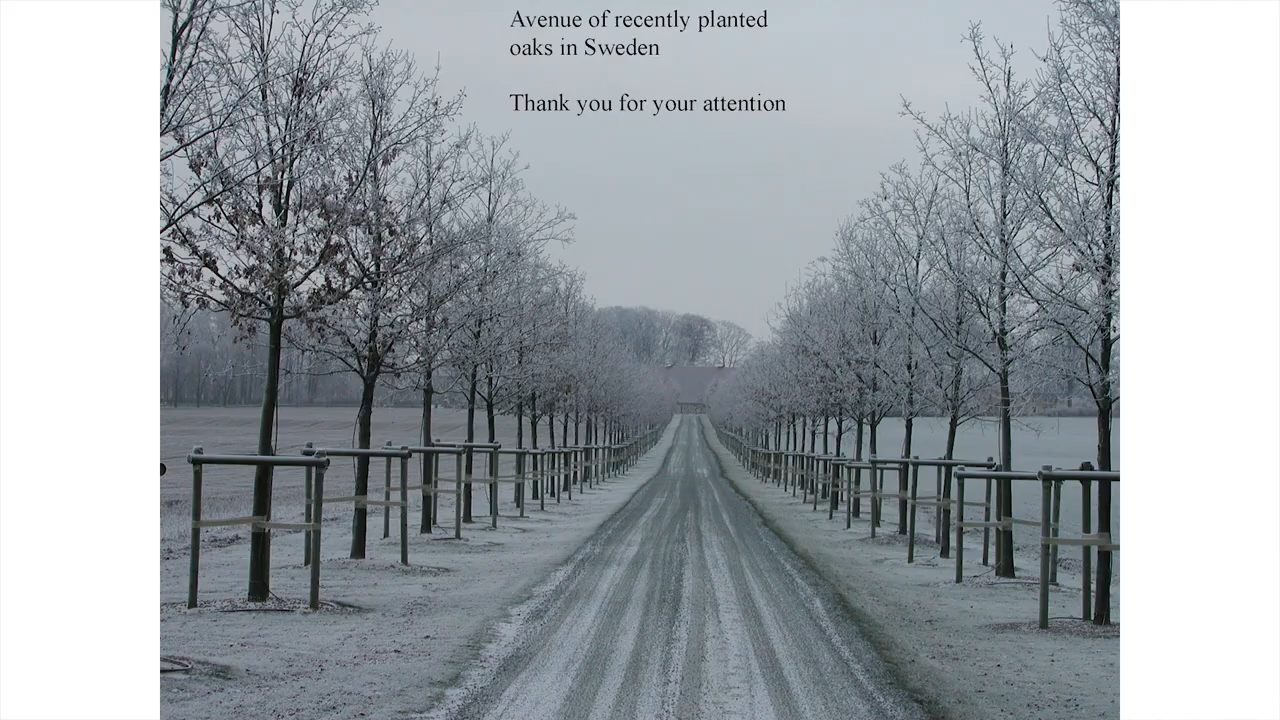 Avenue of recently planted
oaks in Sweden
Thank you for your attention